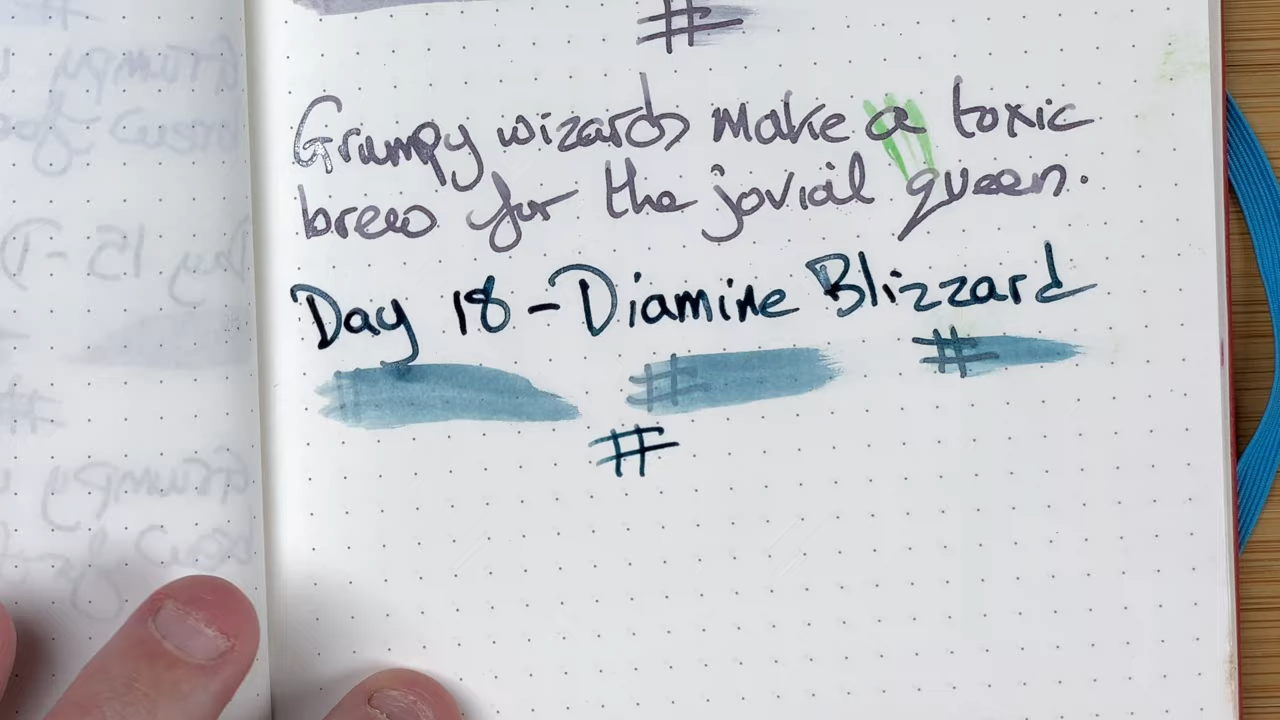 #
Grumpy wizards make a toxic
brew for the jovial queen.
Day 18 - Diamine Blizzard
# #
#